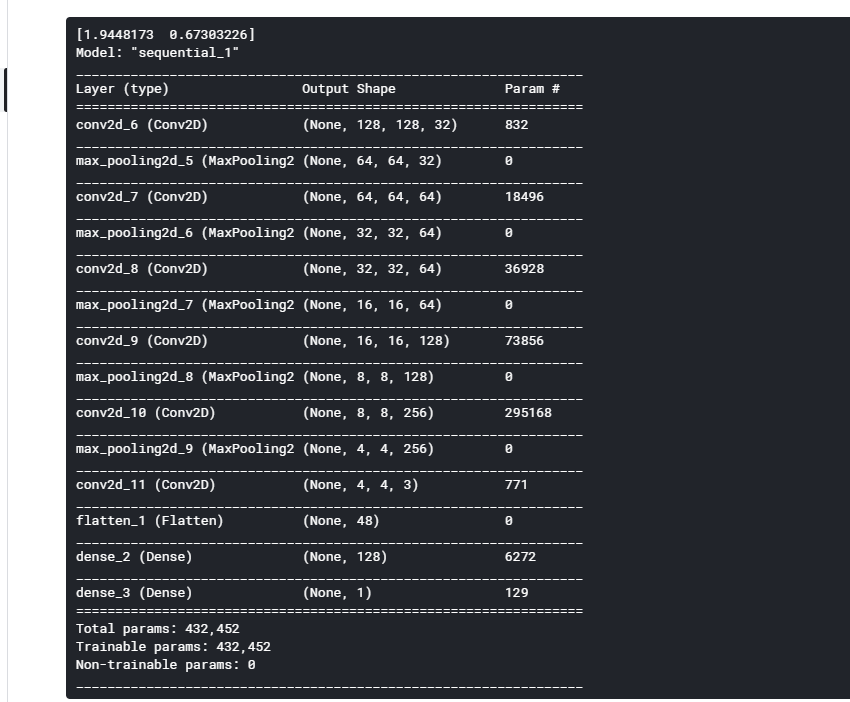 [1.9448173  0.67303226]
Model: "sequential_1"
_________________________________________________________________
Layer (type)                 Output Shape              Param #
=================================================================
conv2d_6 (Conv2D)            (None, 128, 128, 32)      832
_________________________________________________________________
max_pooling2d_5 (MaxPooling2 (None, 64, 64, 32)        0
_________________________________________________________________
conv2d_7 (Conv2D)            (None, 64, 64, 64)        18496
_________________________________________________________________
max_pooling2d_6 (MaxPooling2 (None, 32, 32, 64)        0
_________________________________________________________________
conv2d_8 (Conv2D)            (None, 32, 32, 64)        36928
_________________________________________________________________
max_pooling2d_7 (MaxPooling2 (None, 16, 16, 64)        0
_________________________________________________________________
conv2d_9 (Conv2D)            (None, 16, 16, 128)       73856
_________________________________________________________________
max_pooling2d_8 (MaxPooling2 (None, 8, 8, 128)         0
_________________________________________________________________
conv2d_10 (Conv2D)           (None, 8, 8, 256)         295168
_________________________________________________________________
max_pooling2d_9 (MaxPooling2 (None, 4, 4, 256)         0
_________________________________________________________________
conv2d_11 (Conv2D)           (None, 4, 4, 3)           771
_________________________________________________________________
flatten_1 (Flatten)          (None, 48)                0
_________________________________________________________________
dense_2 (Dense)              (None, 128)               6272
_________________________________________________________________
dense_3 (Dense)              (None, 1)                 129
=================================================================
Total params: 432,452
Trainable params: 432,452
Non-trainable params: 0
_________________________________________________________________